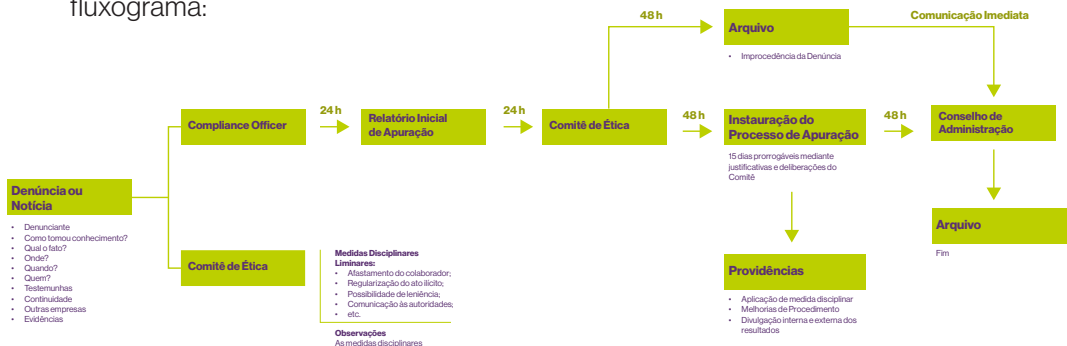 fluxograma:
48 h
Comunicação Imediata
Arquivo
• Improcedência da Denúncia
Compliance Officer
24 h
Relatório Inicial
de Apuração
24 h
Comitê de Ética
48 h
Instauração do
Processo de Apuração
15 dias prorrogáveis mediante
justificativas e deliberações do
Comitê
48 h
Conselho de
Administração
Denúncia ou
Notícia
• Denunciante
• Como tomou conhecimento?
• Qual o fato?
• Onde?
• Quando?
• Quem?
• Testemunhas
• Continuidade
• Outras empresas
• Evidências
Comitê de Ética
Medidas Disciplinares
Liminares:
• Afastamento do colaborador;
• Regularização do ato ilícito;
• Possibilidade de leniência;
• Comunicação às autoridades;
• etc.
Observações
As medidas disciplinares
Providências
• Aplicação de medida disciplinar
• Melhorias de Procedimento
• Divulgação interna e externa dos
resultados
Arquivo
Fim